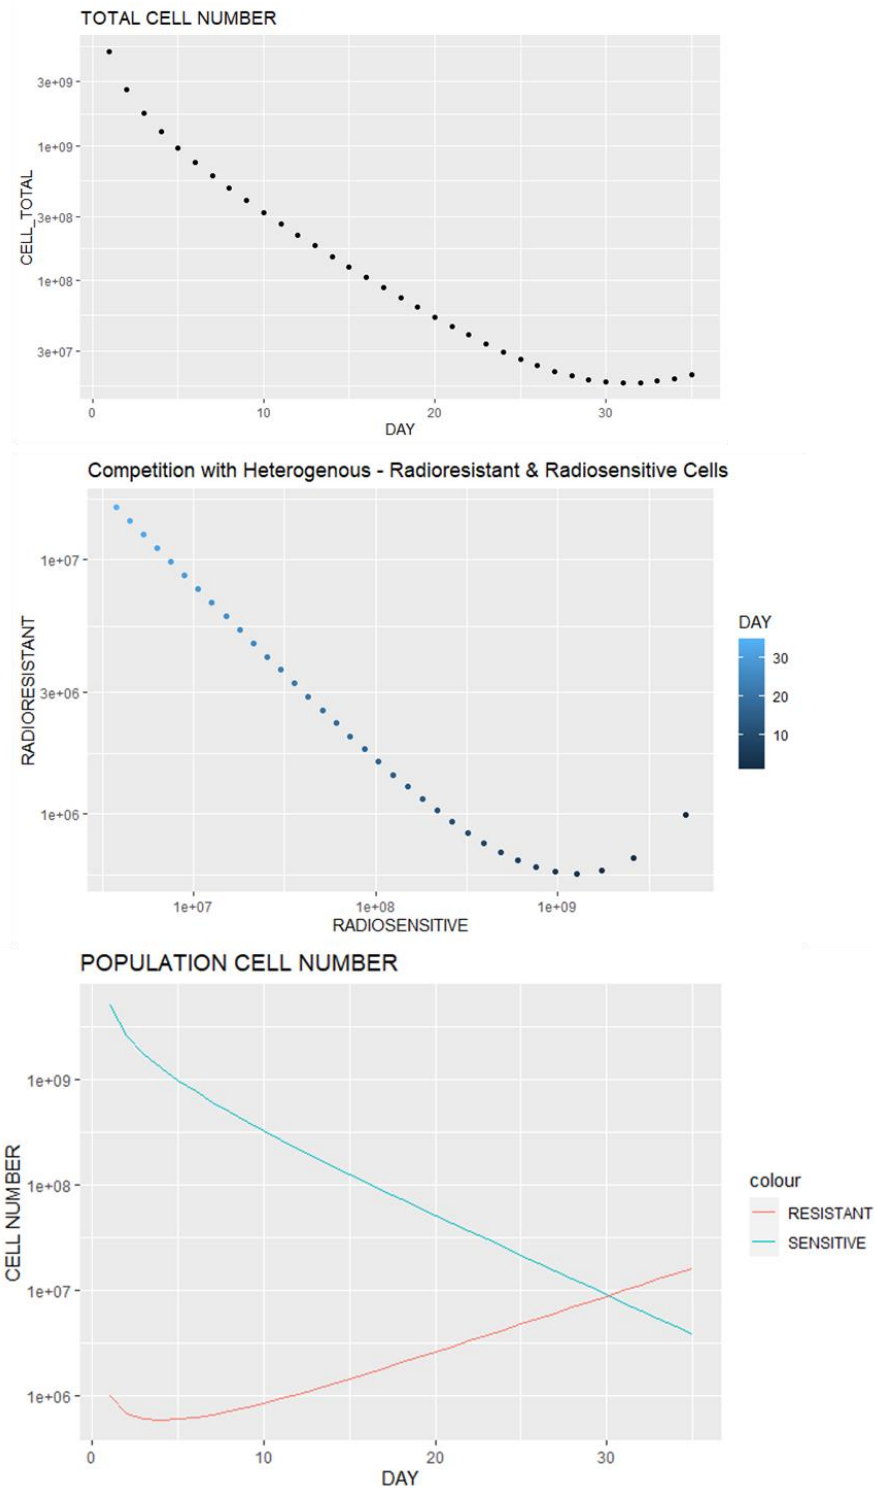 TOTAL CELL NUMBER
CELL_TOTAL
3e+09
1e+09
3e+08
1e+08
3e+07
0 10 20 30
DAY
Competition with Heterogenous - Radioresistant & Radiosensitive Cells
RADIORESISTANT
1e+07
3e+06
1e+06
1e+07 1e+08 1e+09
RADIOSENSITIVE
DAY
30
20
10
POPULATION CELL NUMBER
CELL NUMBER
1e+09
1e+08
1e+07
1e+06
0 10 20 30
DAY
colour
RESISTANT
SENSITIVE